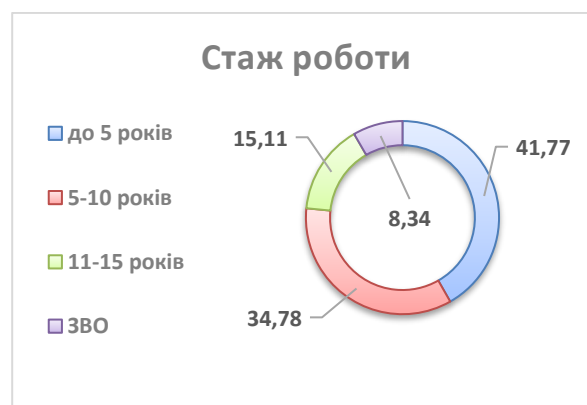 Стаж роботи
до 5 років
5-10 років
11-15 років
ЗВО
15,11
41,77
8,34
34,78